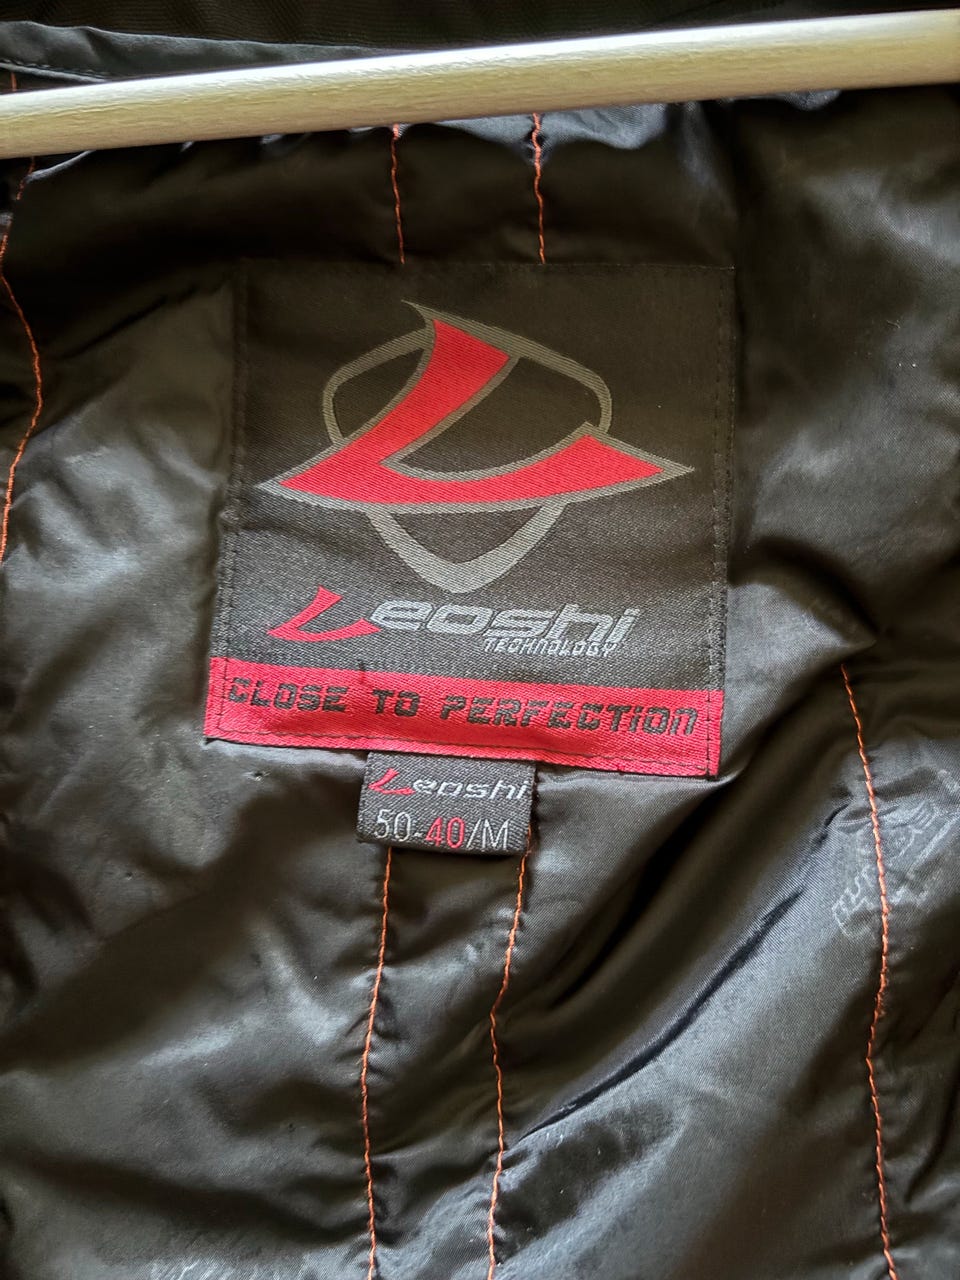 Leoshi
TECHNOLOGY
CLOSE TO PERFECTION
Leoshi
50-40/M